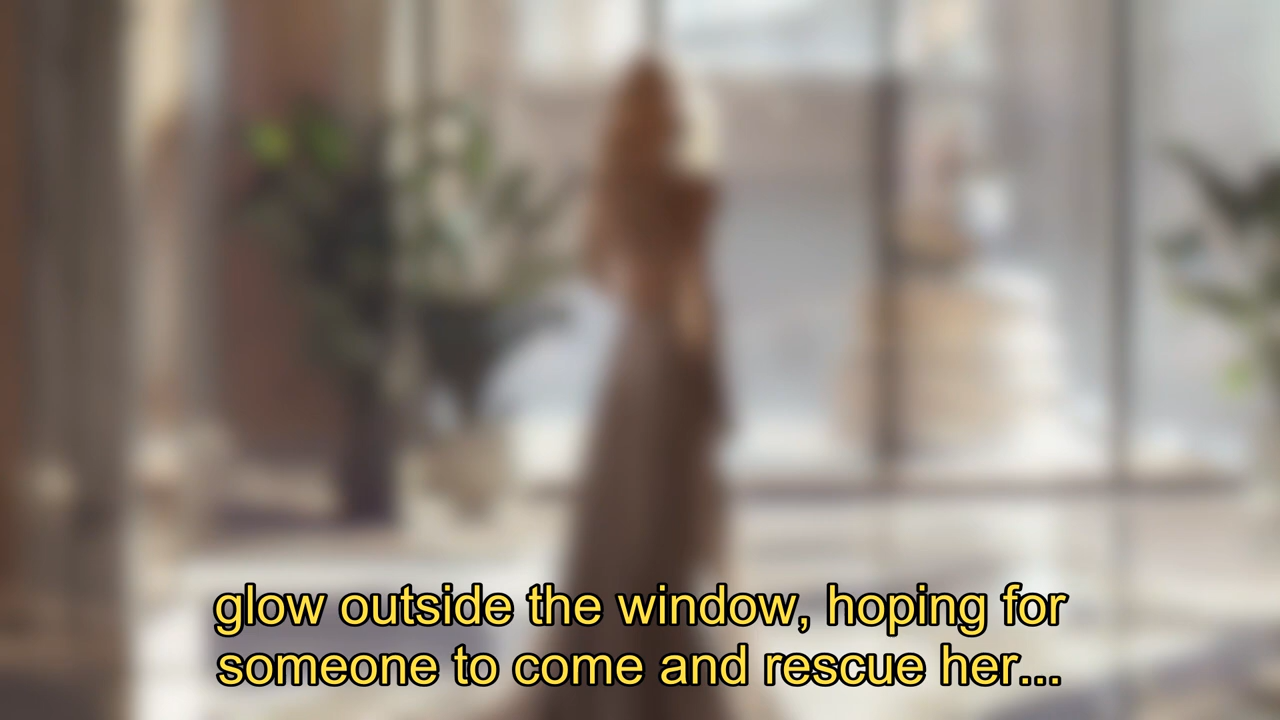 glow outside the window, hoping for
someone to come and rescue her...